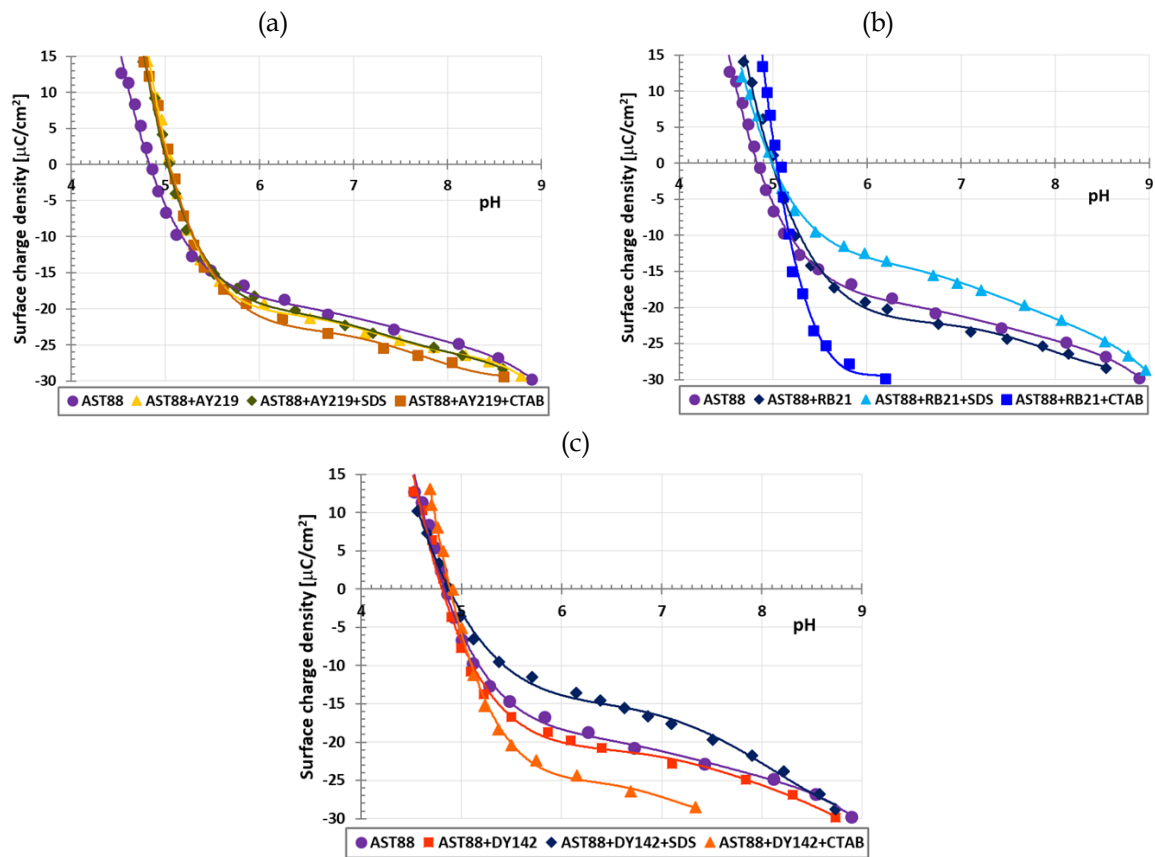 (a)
Surface charge density [µC/cm²]
15
10
5
0
-5
-10
-15
-20
-25
-30
4 5 6 7 8 9
pH
AST88 AST88+AY219 AST88+AY219+SDS AST88+AY219+CTAB
(b)
Surface charge density [µC/cm²]
15
10
5
0
-5
-10
-15
-20
-25
-30
4 5 6 7 8 9
pH
AST88 AST88+RB21 AST88+RB21+SDS AST88+RB21+CTAB
(c)
Surface charge density [µC/cm²]
15
10
5
0
-5
-10
-15
-20
-25
-30
4 5 6 7 8 9
pH
AST88 AST88+DY142 AST88+DY142+SDS AST88+DY142+CTAB